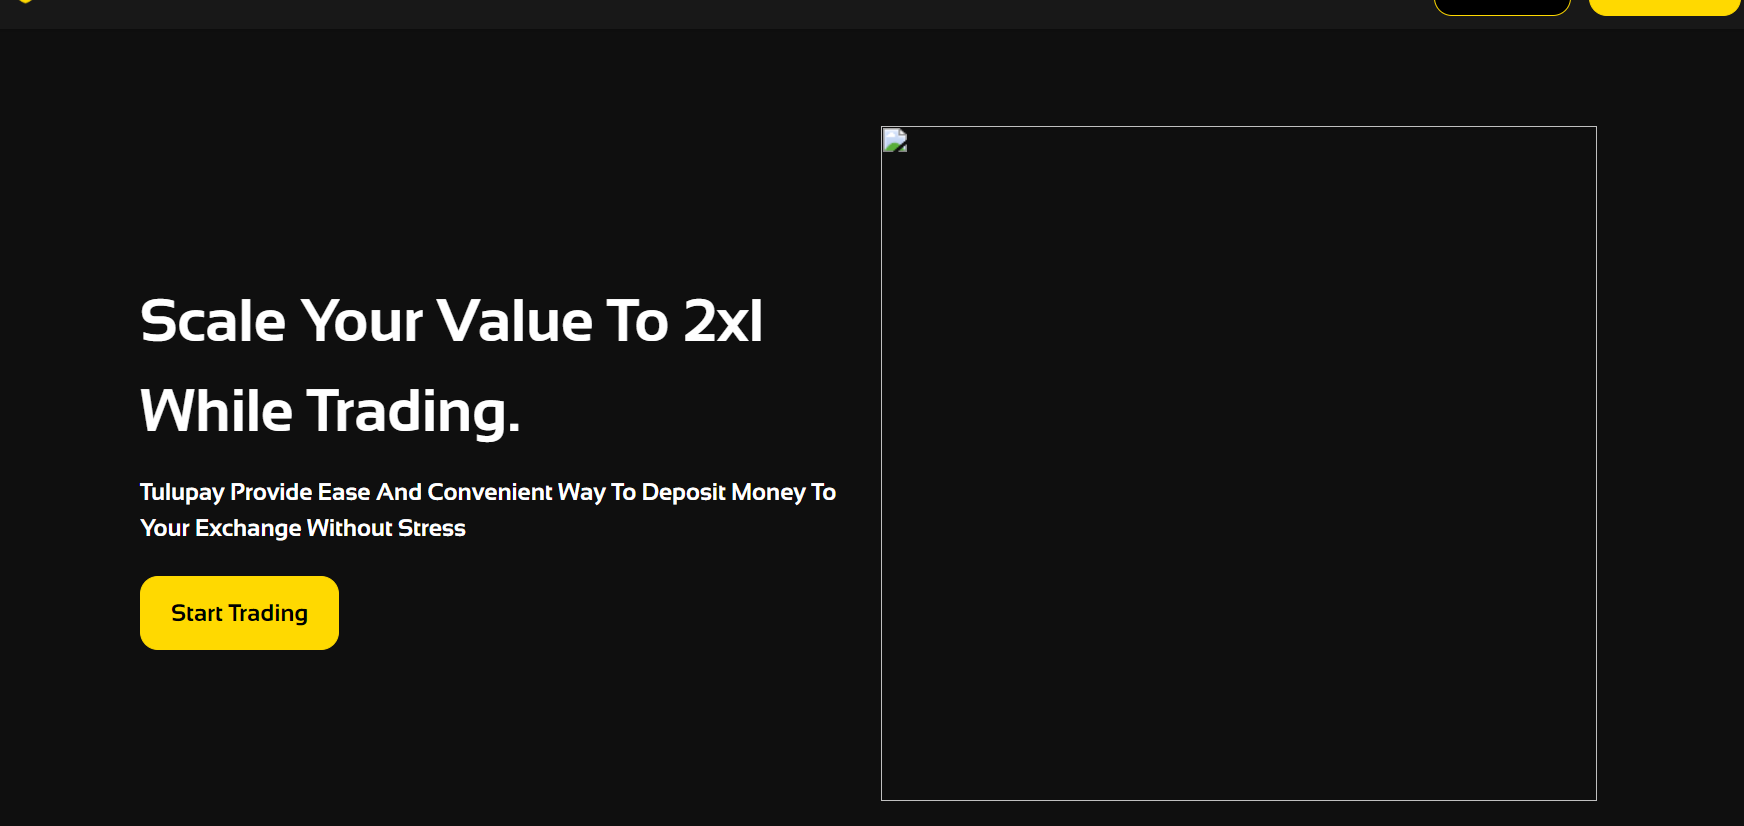 Scale Your Value To 2xl
While Trading.
Tulupay Provide Ease And Convenient Way To Deposit Money To
Your Exchange Without Stress
Start Trading